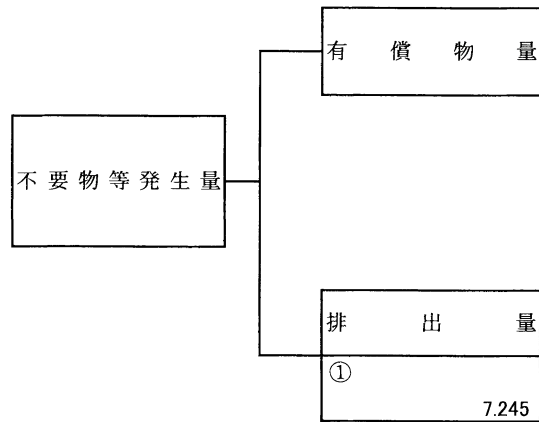 有償物量
不要物等発生量
排出量
①
7.245